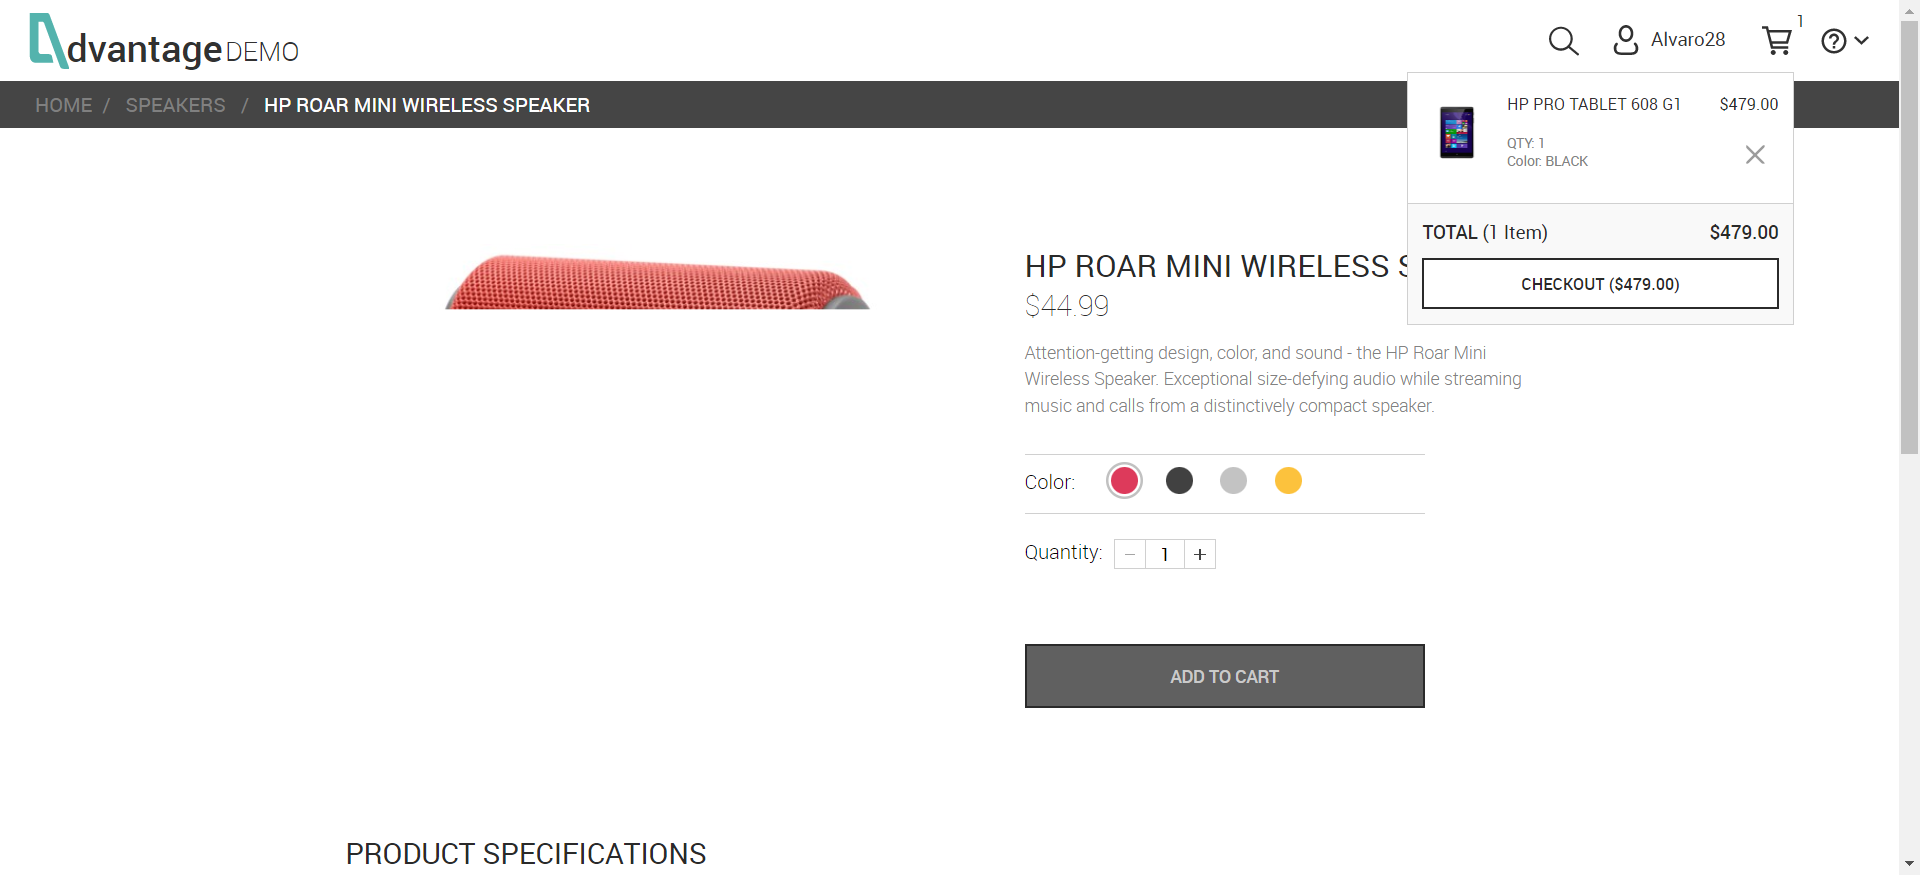 dvantage DEMO
Alvaro28
1
HOME / SPEAKERS / HP ROAR MINI WIRELESS SPEAKER
HP PRO TABLET 608 G1 $479.00
QTY: 1
Color: BLACK
TOTAL (1 Item) $479.00
CHECKOUT ($479.00)
HP ROAR MINI WIRELESS
$44.99
Attention-getting design, color, and sound - the HP Roar Mini
Wireless Speaker. Exceptional size-defying audio while streaming
music and calls from a distinctively compact speaker.
Color:
Quantity: − 1 +
ADD TO CART
PRODUCT SPECIFICATIONS